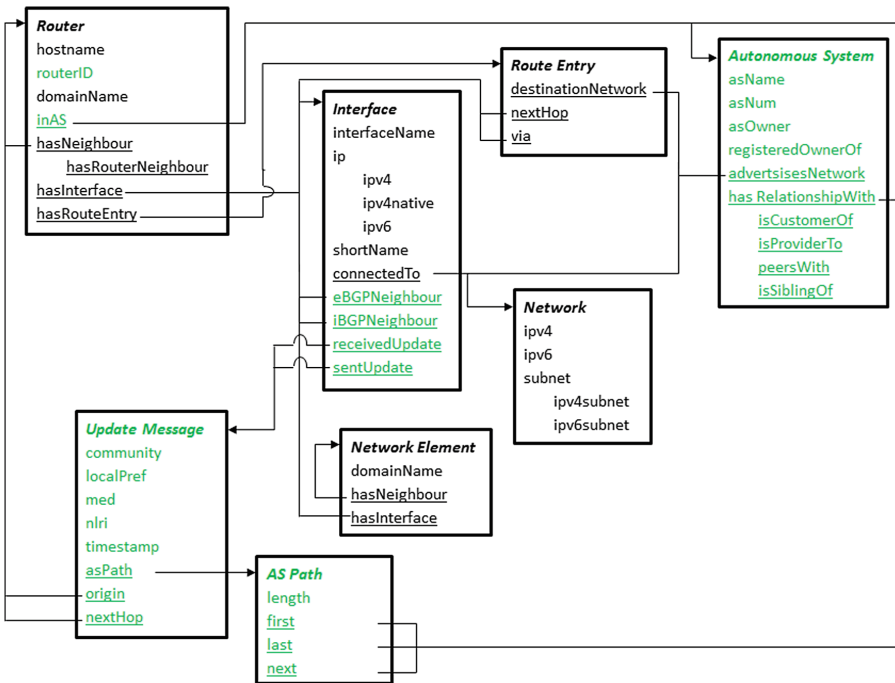 Router
hostname
routerID
domainName
inAS
hasNeighbour
hasRouterNeighbour
hasInterface
hasRouteEntry
Interface
interfaceName
ip
ipv4
ipv4native
ipv6
shortName
connectedTo
eBGPNeighbour
iBGPNeighbour
receivedUpdate
sentUpdate
Route Entry
destinationNetwork
nextHop
via
Autonomous System
asName
asNum
asOwner
registeredOwnerOf
advertsisesNetwork
has RelationshipWith
isCustomerOf
isProviderTo
peersWith
isSiblingOf
Network
ipv4
ipv6
subnet
ipv4subnet
ipv6subnet
Update Message
community
localPref
med
nlri
timestamp
asPath
origin
nextHop
Network Element
domainName
hasNeighbour
hasInterface
AS Path
length
first
last
next